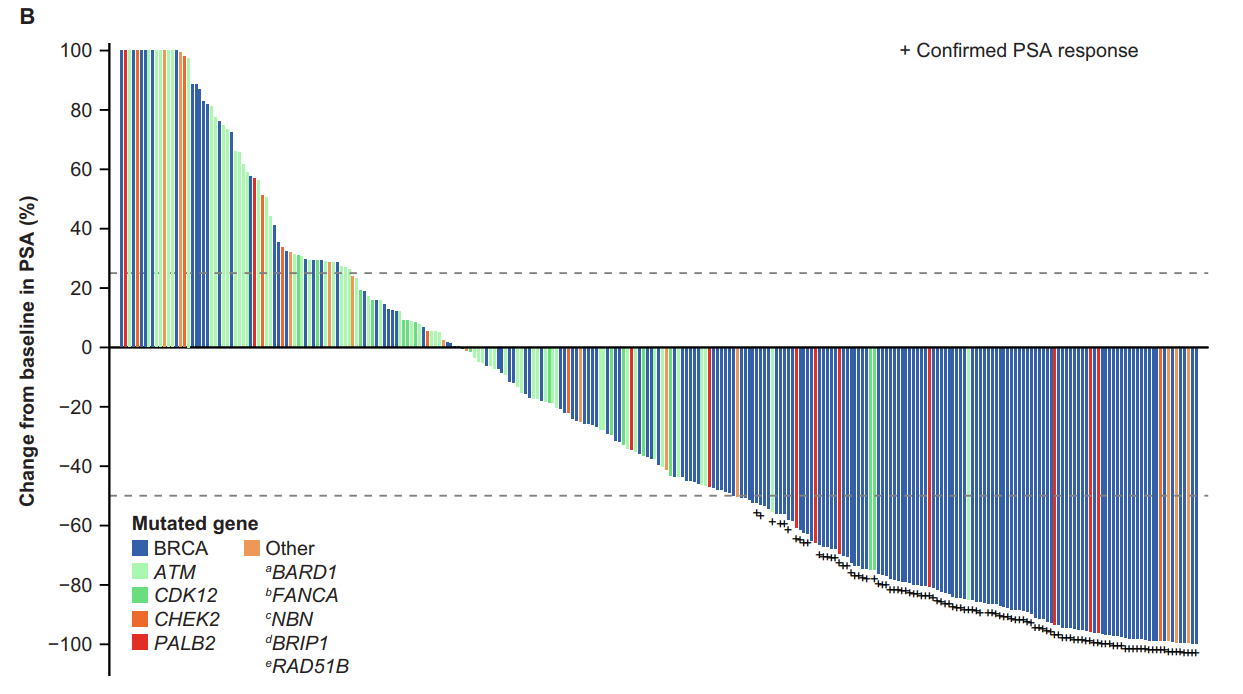 B
+ Confirmed PSA response
Change from baseline in PSA (%)
100
80
60
40
20
0
−20
−40
−60
−80
−100
Mutated gene
BRCA
ATM
CDK12
CHEK2
PALB2
Other
aBARD1
bFANCA
cNBN
dBRIP1
eRAD51B